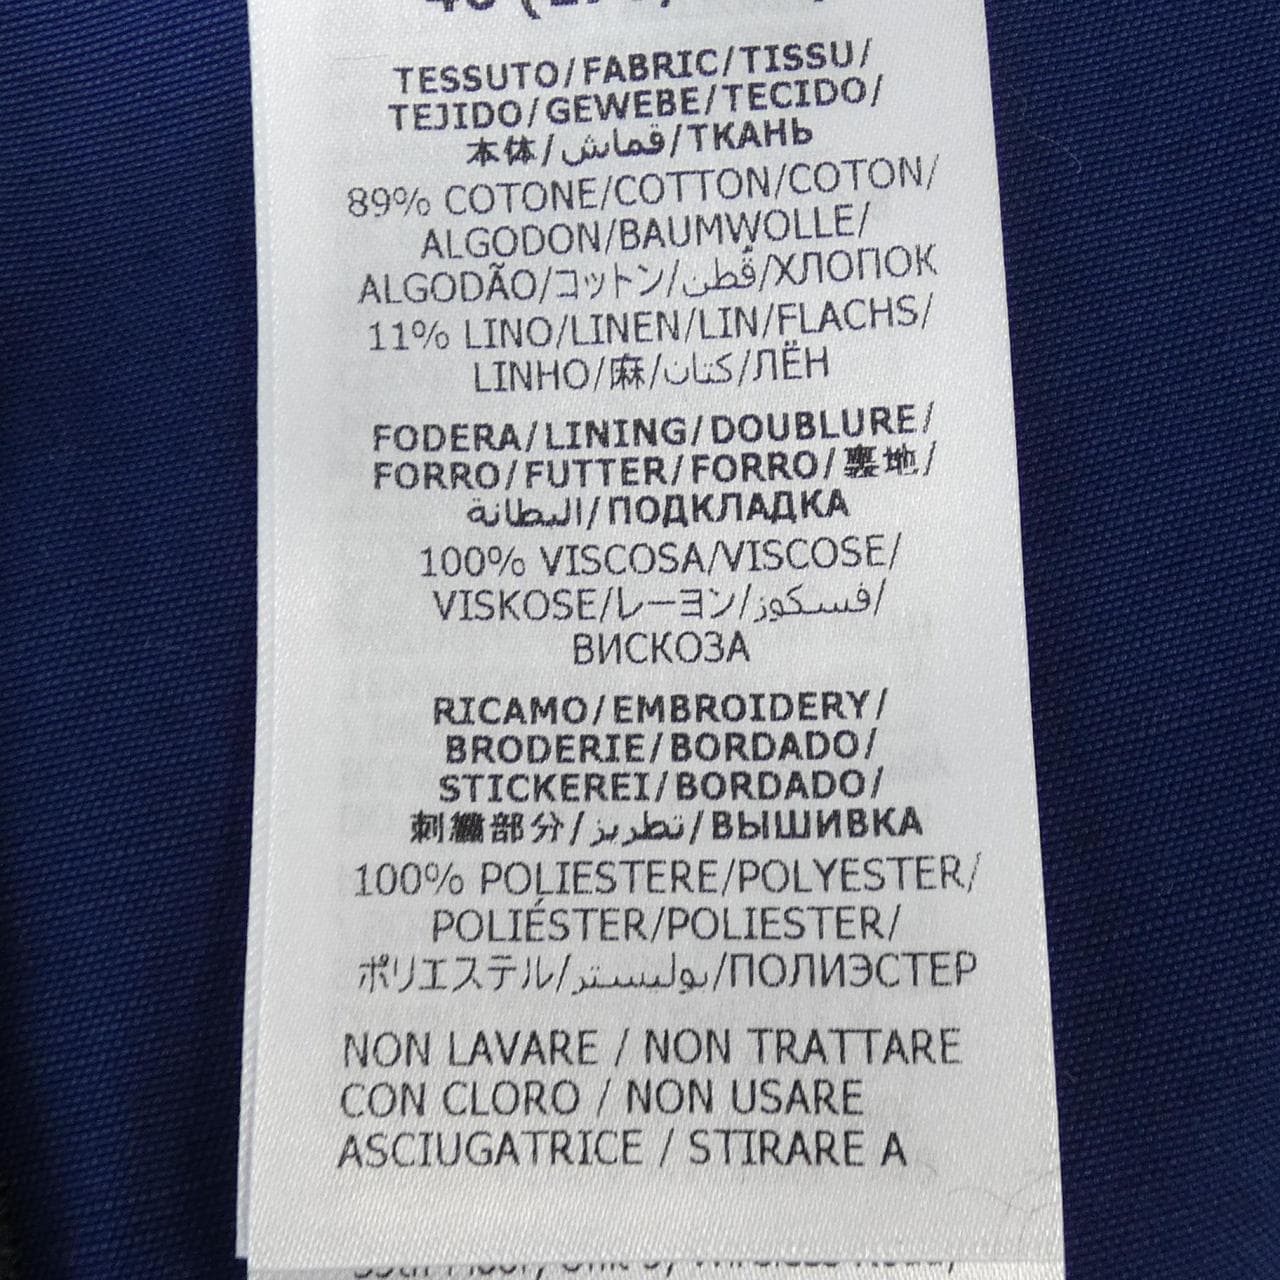 TESSUTO/FABRIC/TISSU/
TEJIDO/GEWEBE/TECIDO/
本体/قماش/ТКАНЬ
89% COTONE/COTTON/COTON/
ALGODON/BAUMWOLLE/
ALGODÃO/コットン/قُطن/ХЛОПОК
11% LINO/LINEN/LIN/FLACHS/
LINHO/麻/كتان/ЛЁН
FODERA/LINING/DOUBLURE/
FORRO/FUTTER/FORRO/裏地/
البطانة/ПОДКЛАДКА
100% VISCOSA/VISCOSE/
VISKOSE/レーヨン/فسكوز/
ВИСКОЗА
RICAMO/EMBROIDERY/
BRODERIE/BORDADO/
STICKEREI/BORDADO/
刺繍部分/تطريز/ВЫШИВКА
100% POLIESTERE/POLYESTER/
POLIÉSTER/POLIESTER/
ポリエステル/بوليستر/ПОЛИЭСТЕР
NON LAVARE / NON TRATTARE
CON CLORO / NON USARE
ASCIUGATRICE / STIRARE A